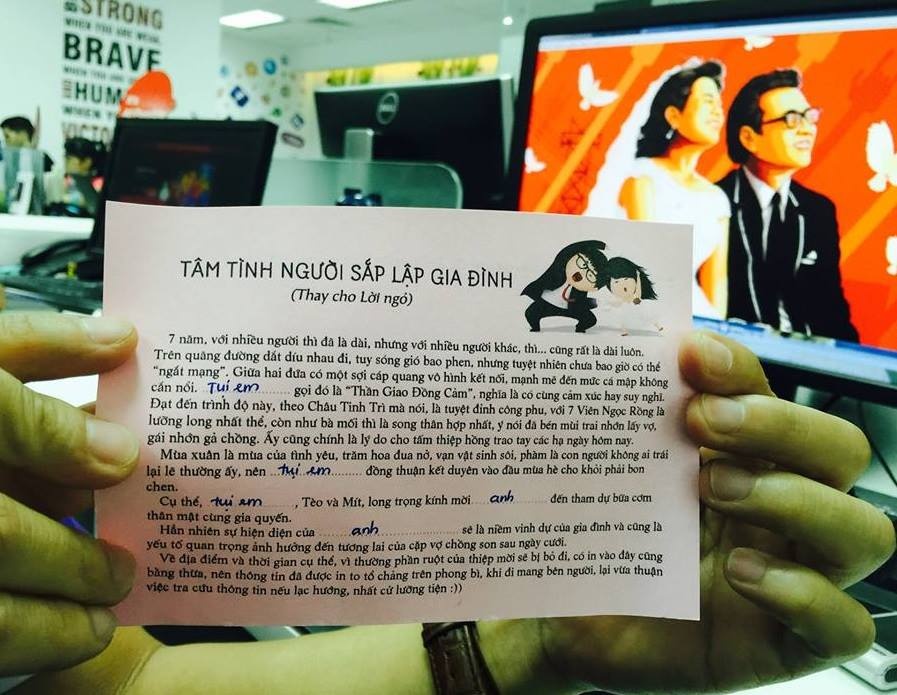 STRONG
WHEN YOU ARE WEAK
BRAVE
WHEN YOU ARE
HUM
WHEN Y
VICTO
DELL
TÂM TÌNH NGƯỜI SẮP LẬP GIA ĐÌNH
(Thay cho Lời ngỏ)
7 năm, với nhiều người thì đã là dài, nhưng với nhiều người khác, thì... cũng rất là dài luôn.
Trên quãng đường dắt díu nhau đi, tuy sóng gió bao phen, nhưng tuyệt nhiên chưa bao giờ có thể
"ngắt mạng". Giữa hai đứa có một sợi cáp quang vô hình kết nối, mạnh mẽ đến mức cá mập không
cắn nổi. Tụi em gọi đó là "Thần Giao Đồng Cảm", nghĩa là có cùng cảm xúc hay suy nghĩ.
Đạt đến trình độ này, theo Châu Tinh Trì mà nói, là tuyệt đỉnh công phu, với 7 Viên Ngọc Rồng là
lưỡng long nhất thể, còn như bà mối thì là song thân hợp nhất, ý nói đã bén mùi trai nhơn lấy vợ,
gái nhơn gả chồng. Ấy cũng chính là lý do cho tấm thiệp hồng trao tay các hạ ngày hôm nay.
Mùa xuân là mùa của tình yêu, trăm hoa đua nở, vạn vật sinh sôi, phàm là con người không ai trái
lại lẽ thường ấy, nên tụi em đồng thuận kết duyên vào đầu mùa hè cho khỏi phải bon
chen.
Cụ thể, tụi em , Tèo và Mít, long trọng kính mời anh đến tham dự bữa cơm
thân mật cùng gia quyến.
Hẳn nhiên sự hiện diện của anh sẽ là niềm vinh dự của gia đình và cũng là
yếu tố quan trọng ảnh hưởng đến tương lai của cặp vợ chồng son sau ngày cưới.
Về địa điểm và thời gian cụ thể, vì thường phần ruột của thiệp mời sẽ bị bỏ đi, có in vào đây cũng
bằng thừa, nên thông tin đã được in to tổ chảng trên phong bì, khi đi mang bên người, lại vừa thuận
việc tra cứu thông tin nếu lạc hướng, nhất cử lưỡng tiện :))